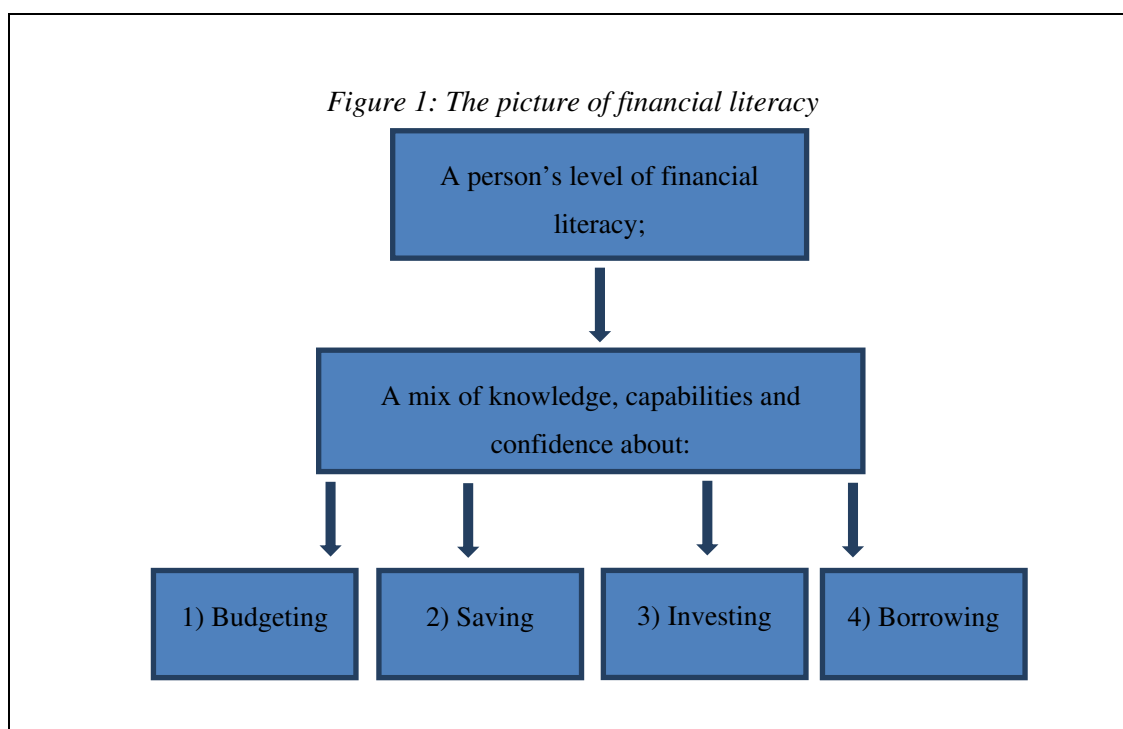 Figure 1: The picture of financial literacy
A person’s level of financial
literacy;
A mix of knowledge, capabilities and
confidence about:
1) Budgeting
2) Saving
3) Investing
4) Borrowing